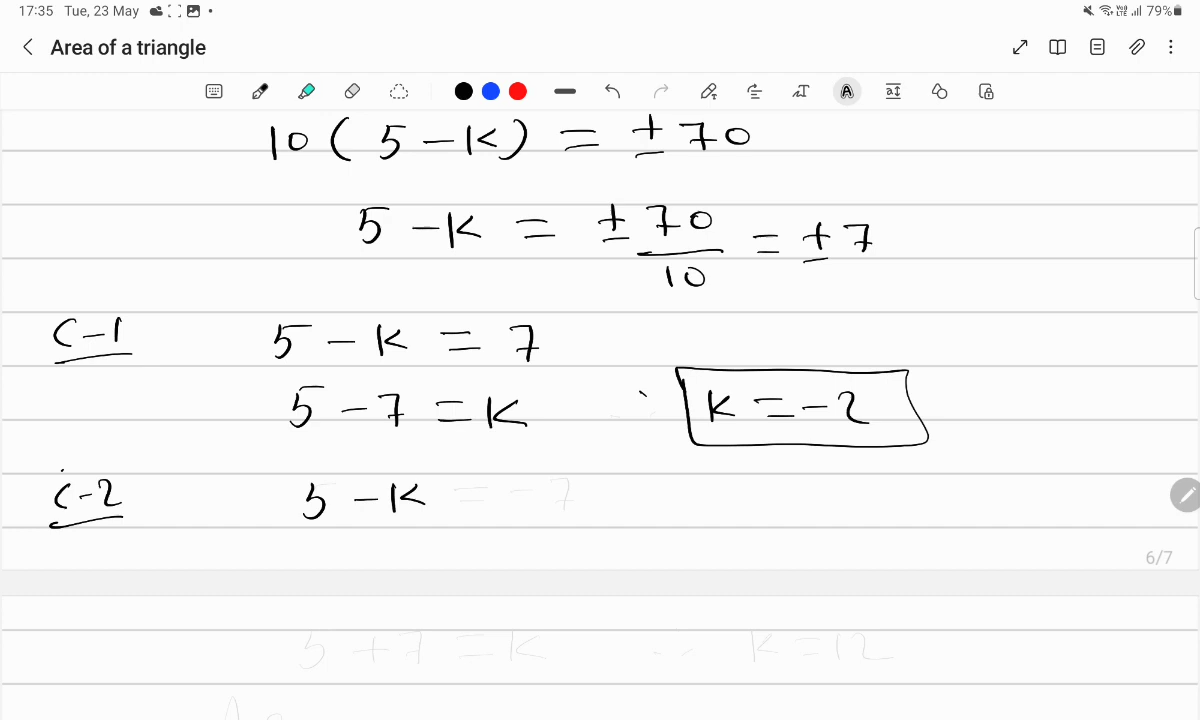 17:35 Tue, 23 May
79%
Area of a triangle
10 ( 5 - K ) = ± 70
5 - K = ± 70/10 = ± 7
C-1 5 - K = 7
5 - 7 = K ∴ K = -2
C-2 5 - K = -7
6/7
5 + 7 = K ∴ K = 12